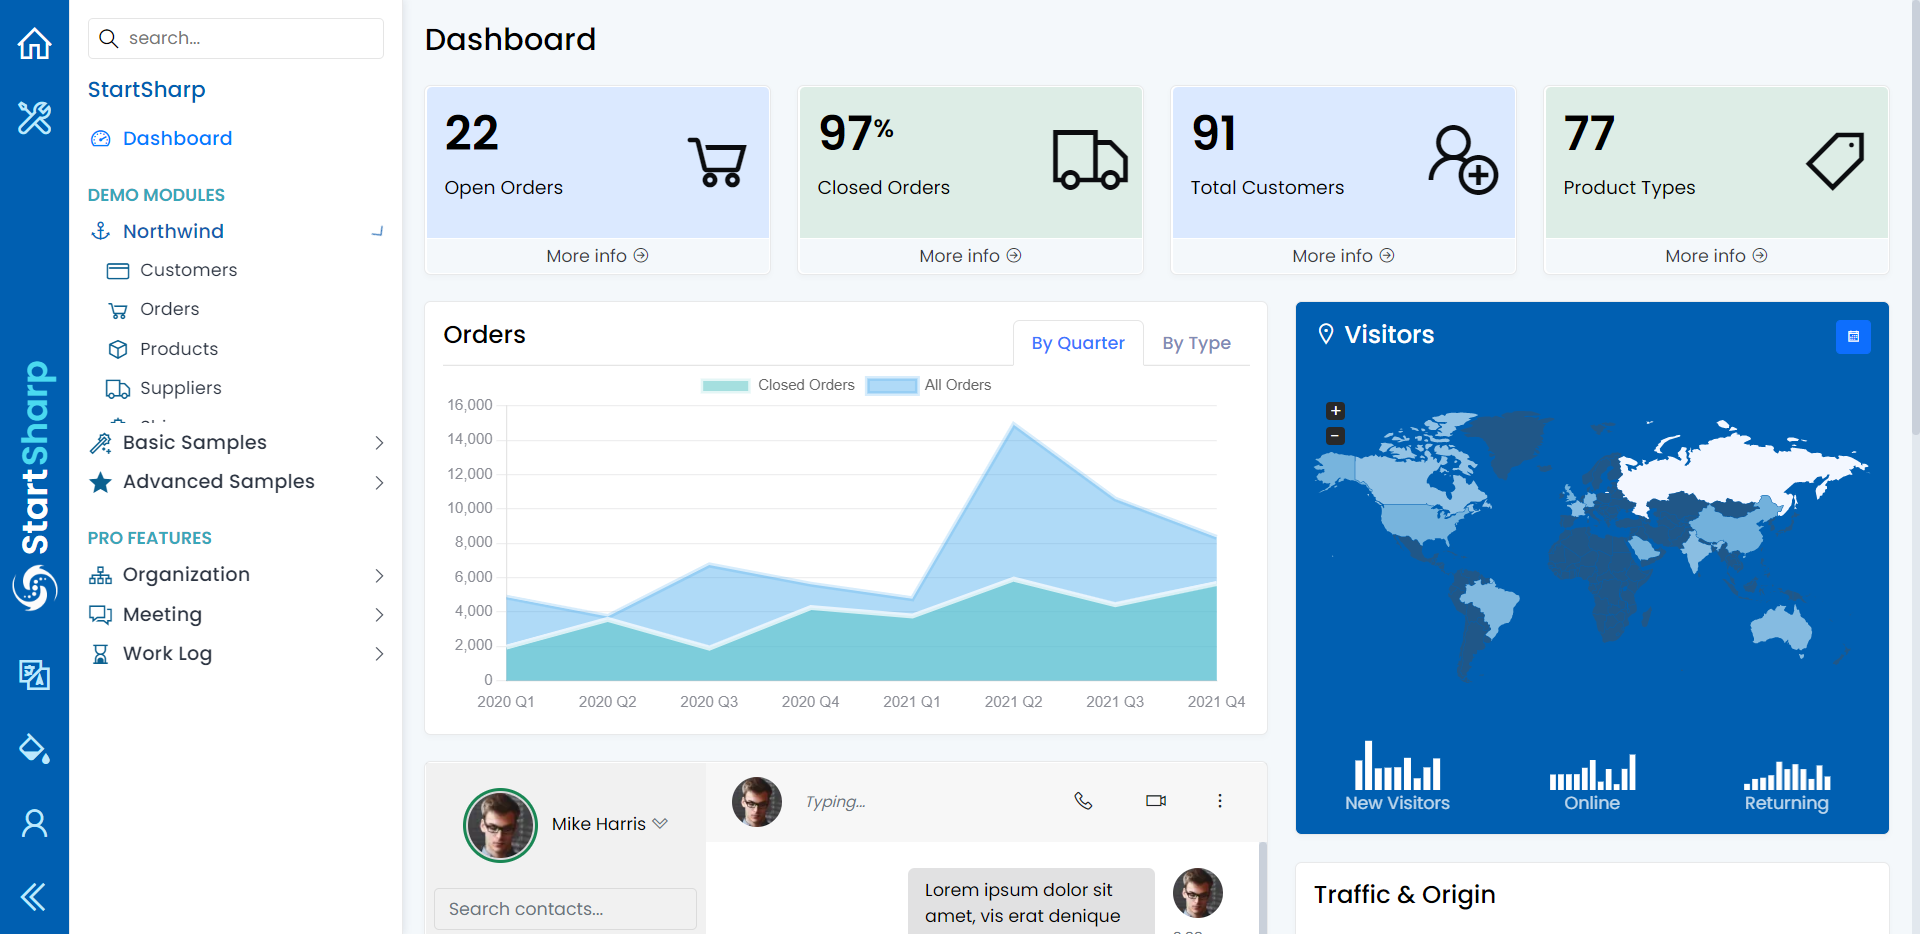 search...
StartSharp
Dashboard
DEMO MODULES
Northwind
Customers
Orders
Products
Suppliers
Basic Samples
Advanced Samples
PRO FEATURES
Organization
Meeting
Work Log
StartSharp
Dashboard
22
Open Orders
More info
97%
Closed Orders
More info
91
Total Customers
More info
77
Product Types
More info
Orders
By Quarter
By Type
Closed Orders
All Orders
16,000
14,000
12,000
10,000
8,000
6,000
4,000
2,000
0
2020 Q1 2020 Q2 2020 Q3 2020 Q4 2021 Q1 2021 Q2 2021 Q3 2021 Q4
Visitors
+
−
New Visitors
Online
Returning
Mike Harris
Search contacts...
Typing...
Lorem ipsum dolor sit
amet, vis erat denique
Traffic & Origin